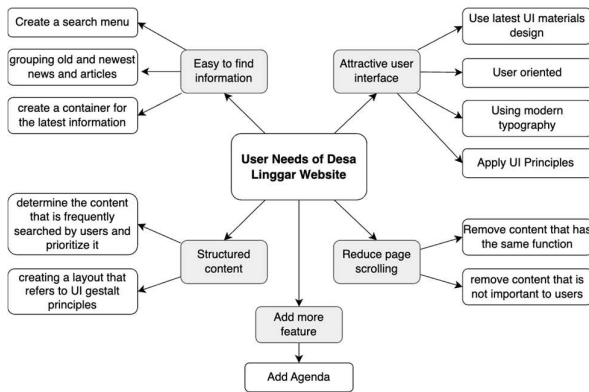 Create a search menu
grouping old and newest
news and articles
create a container for
the latest information
Easy to find
information
Attractive user
interface
Use latest UI materials
design
User oriented
Using modern
typography
Apply UI Principles
User Needs of Desa
Linggar Website
determine the content
that is frequently
searched by users and
prioritize it
creating a layout that
refers to UI gestalt
principles
Structured
content
Reduce page
scrolling
Remove content that has
the same function
remove content that is
not important to users
Add more
feature
Add Agenda